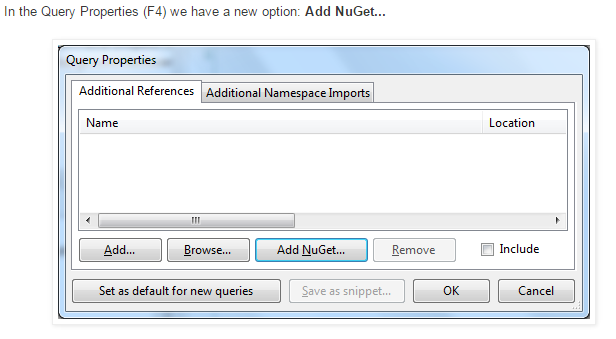 In the Query Properties (F4) we have a new option: Add NuGet...
Query Properties
Additional References Additional Namespace Imports
Name Location
Add... Browse... Add NuGet... Remove Include
Set as default for new queries Save as snippet... OK Cancel